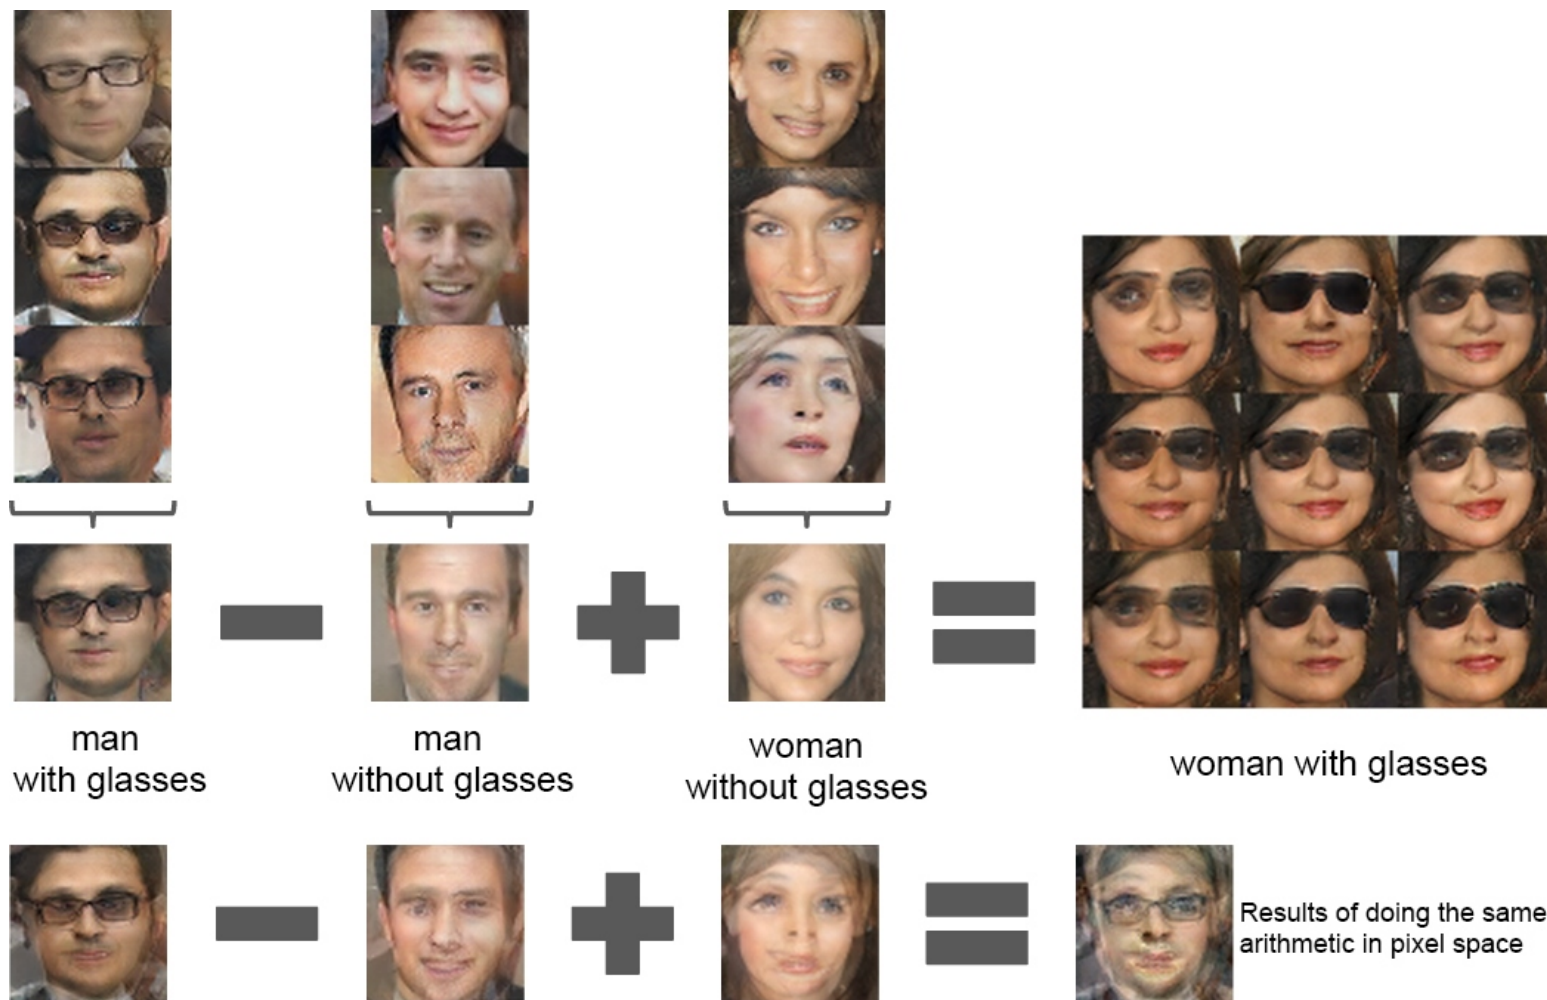 man
with glasses
man
without glasses
woman
without glasses
woman with glasses
Results of doing the same
arithmetic in pixel space